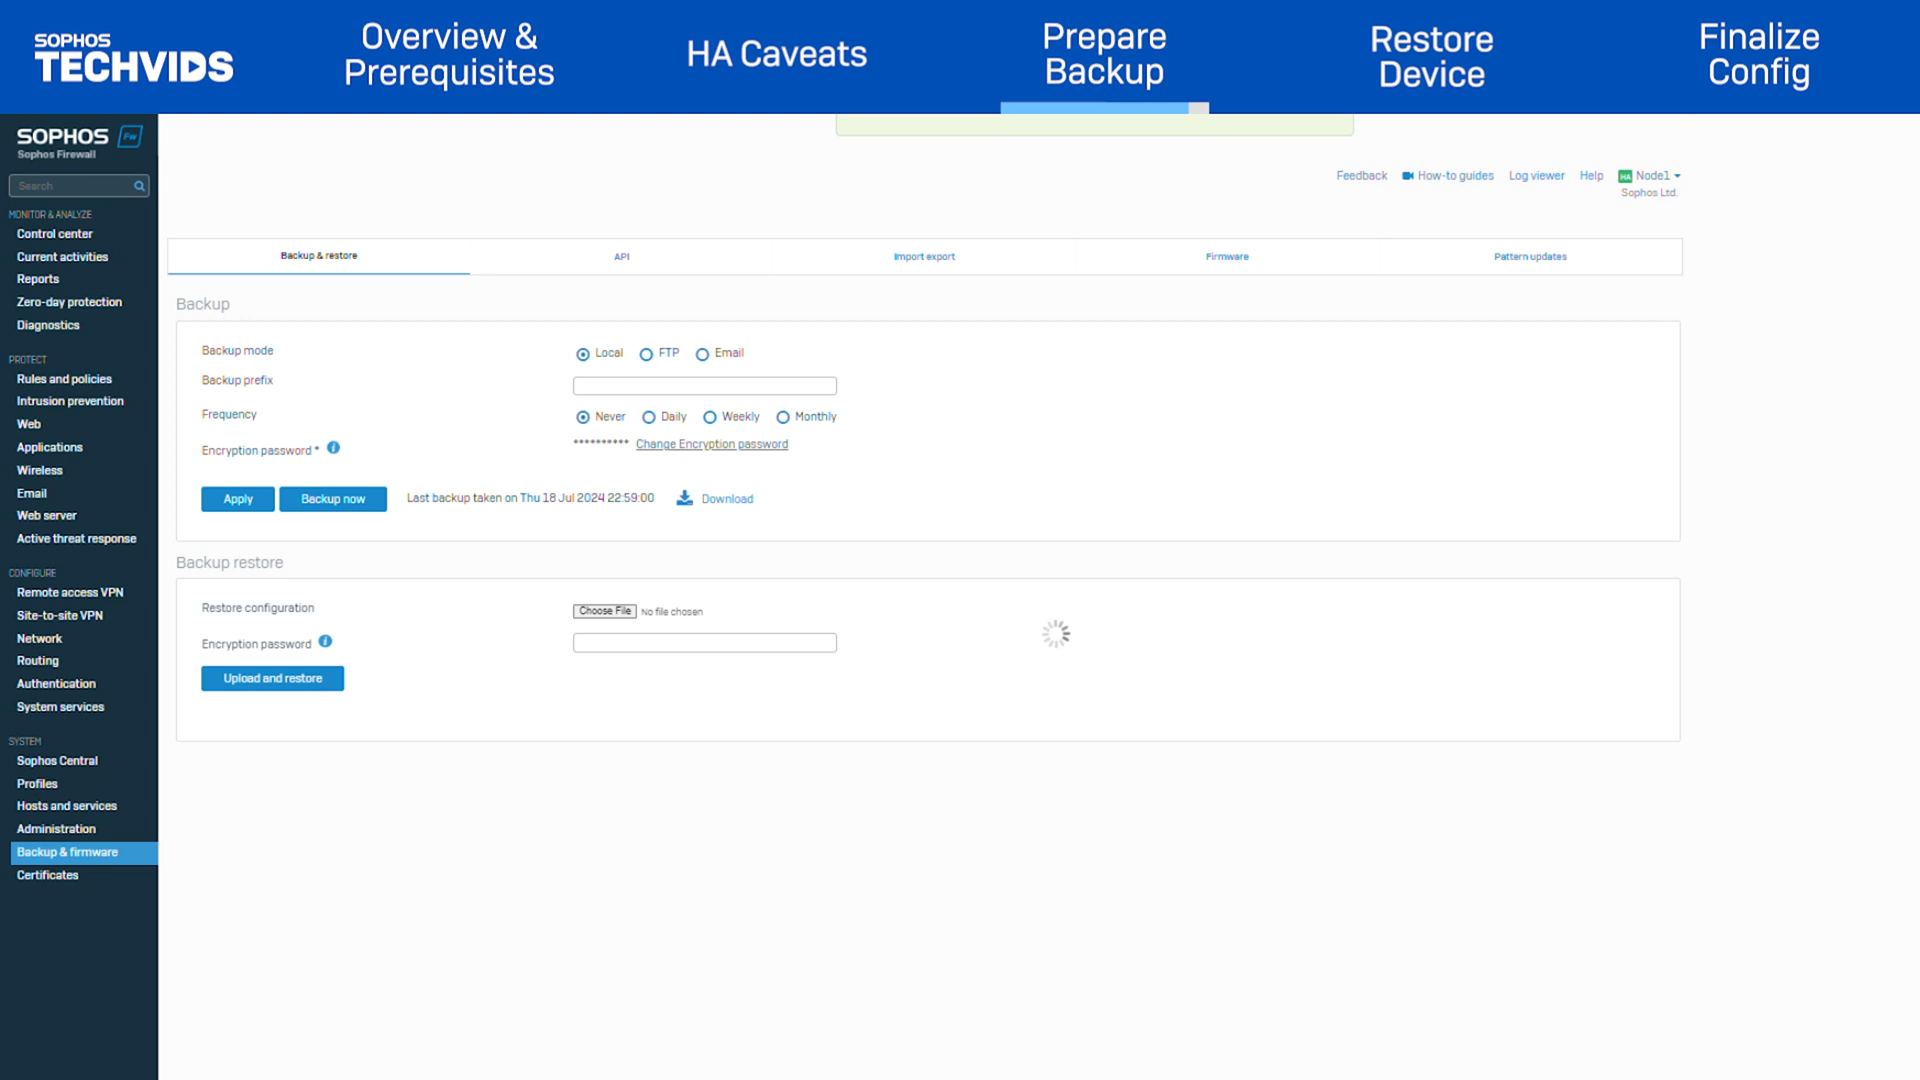 SOPHOS
TECHVIDS
Overview &
Prerequisites
HA Caveats
Prepare
Backup
Restore
Device
Finalize
Config
SOPHOS Fw
Sophos Firewall
Search
MONITOR & ANALYZE
Control center
Current activities
Reports
Zero-day protection
Diagnostics
PROTECT
Rules and policies
Intrusion prevention
Web
Applications
Wireless
Email
Web server
Active threat response
CONFIGURE
Remote access VPN
Site-to-site VPN
Network
Routing
Authentication
System services
SYSTEM
Sophos Central
Profiles
Hosts and services
Administration
Backup & firmware
Certificates
Feedback How-to guides Log viewer Help HA Node1
Sophos Ltd.
Backup & restore API Import export Firmware Pattern updates
Backup
Backup mode Local FTP Email
Backup prefix
Frequency Never Daily Weekly Monthly
Encryption password * ********** Change Encryption password
Apply Backup now Last backup taken on Thu 18 Jul 2024 22:59:00 Download
Backup restore
Restore configuration Choose File No file chosen
Encryption password
Upload and restore